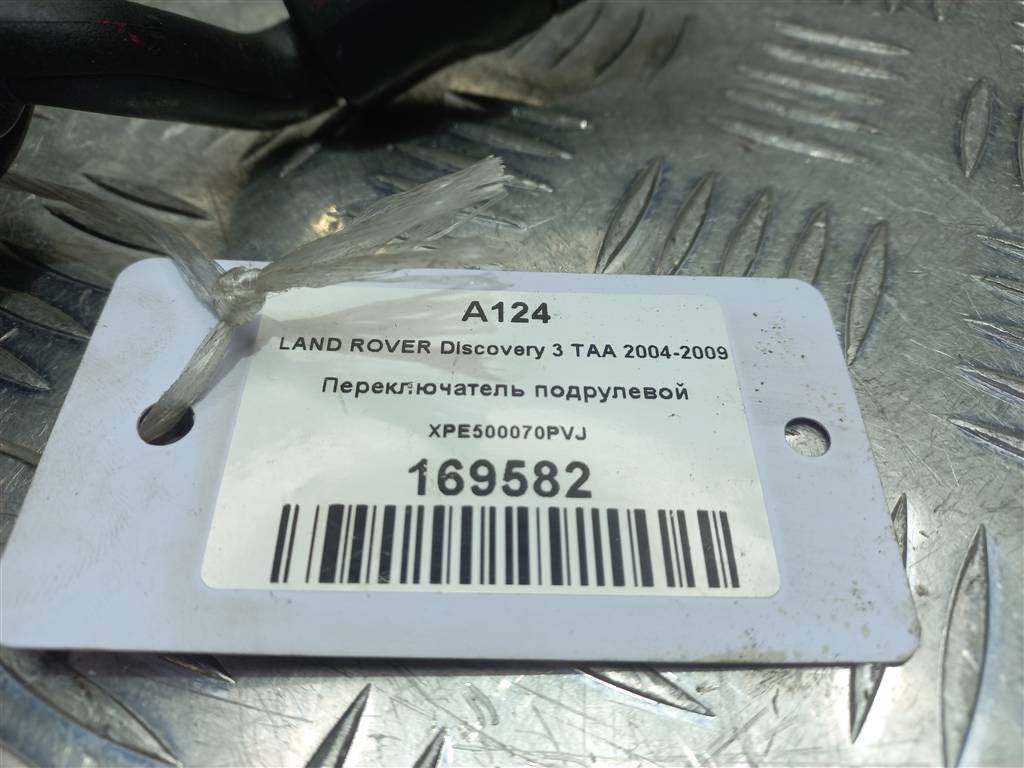 A124
LAND ROVER Discovery 3 TAA 2004-2009
Переключатель подрулевой
XPE500070PVJ
169582